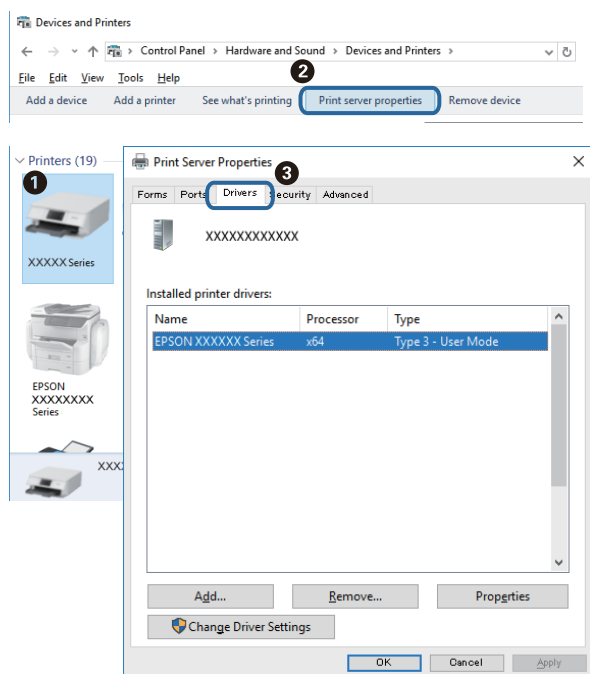 Devices and Printers
Control Panel > Hardware and Sound > Devices and Printers >
2
File Edit View Tools Help
Add a device Add a printer See what's printing Print server properties Remove device
Printers (19)
1
XXXXX Series
EPSON
XXXXXXXX
Series
XXX
Print Server Properties
3
Forms Ports Drivers Security Advanced
XXXXXXXXXXXX
Installed printer drivers:
Name Processor Type
EPSON XXXXXX Series x64 Type 3 - User Mode
Add... Remove... Properties
Change Driver Settings
OK Cancel Apply